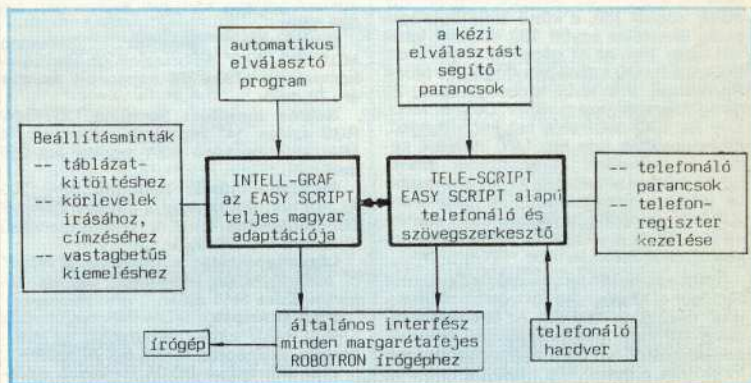 automatikus
elválasztó
program
a kézi
elválasztást
segítő
parancsok
Beállításminták
-- táblázat-
kitöltéshez
-- körlevelek
irásához,
címzéséhez
-- vastagbetűs
kiemeléshez
INTELL-GRAF
az EASY SCRIPT
teljes magyar
adaptációja
TELE-SCRIPT
EASY SCRIPT alapú
telefonáló és
szövegszerkesztő
-- telefonáló
parancsok
-- telefon-
regiszter
kezelése
írógép
általános interfész
minden margarétafejes
ROBOTRON írógéphez
telefonáló
hardver